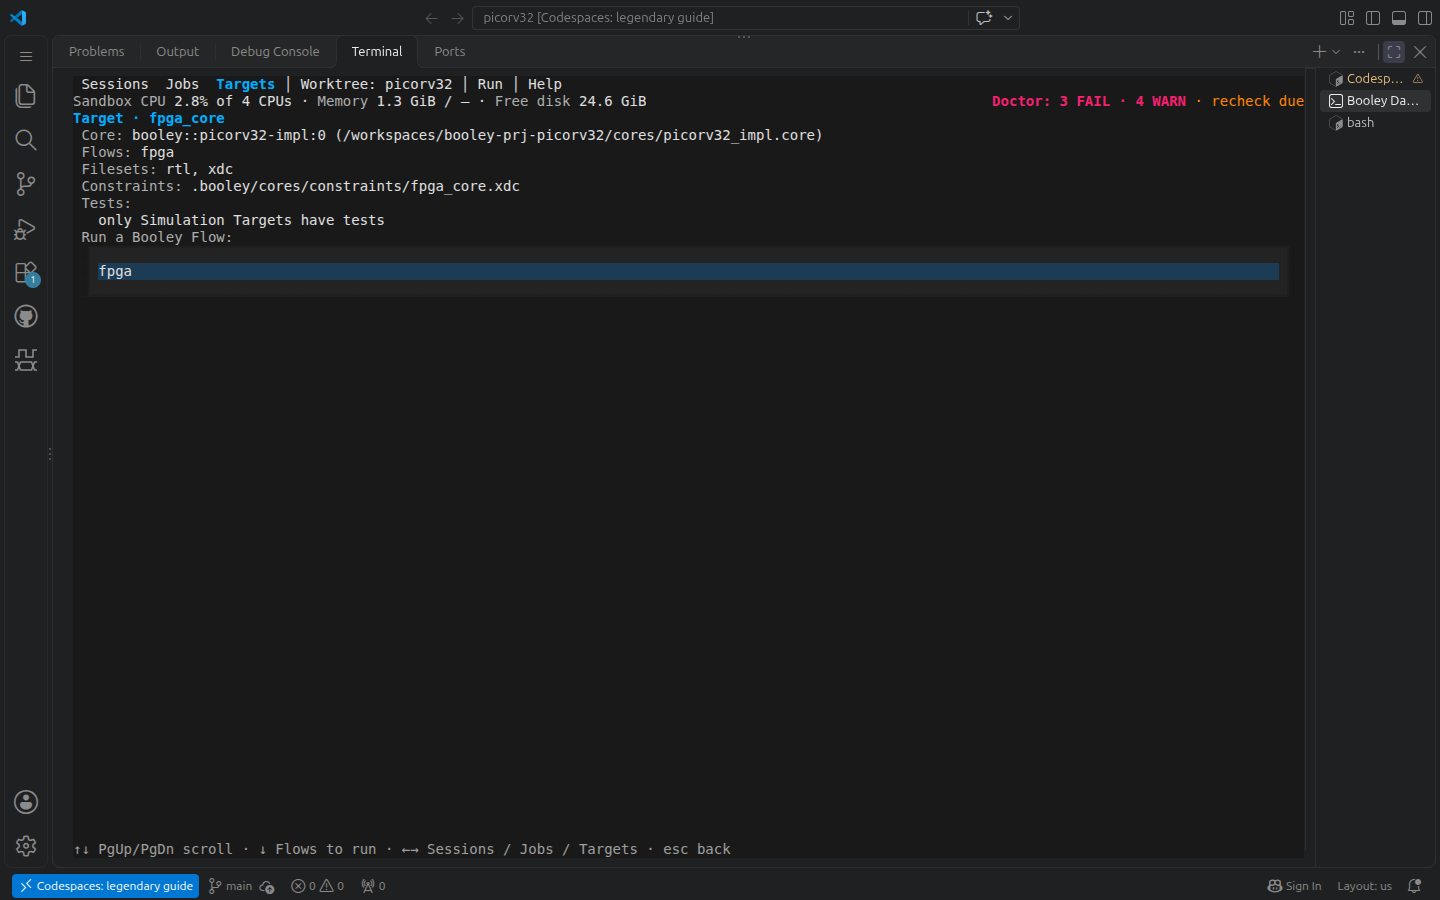 picorv32 [Codespaces: legendary guide]
Problems Output Debug Console Terminal Ports
Sessions Jobs Targets | Worktree: picorv32 | Run | Help
Sandbox CPU 2.8% of 4 CPUs · Memory 1.3 GiB / — · Free disk 24.6 GiB Doctor: 3 FAIL · 4 WARN · recheck due
Target · fpga_core
Core: booley::picorv32-impl:0 (/workspaces/booley-prj-picorv32/cores/picorv32_impl.core)
Flows: fpga
Filesets: rtl, xdc
Constraints: .booley/cores/constraints/fpga_core.xdc
Tests:
only Simulation Targets have tests
Run a Booley Flow:
fpga
↑↓ PgUp/PgDn scroll · ↓ Flows to run · ←→ Sessions / Jobs / Targets · esc back
Codesp...
Booley Da...
bash
1
Codespaces: legendary guide main 0 0 0 Sign In Layout: us